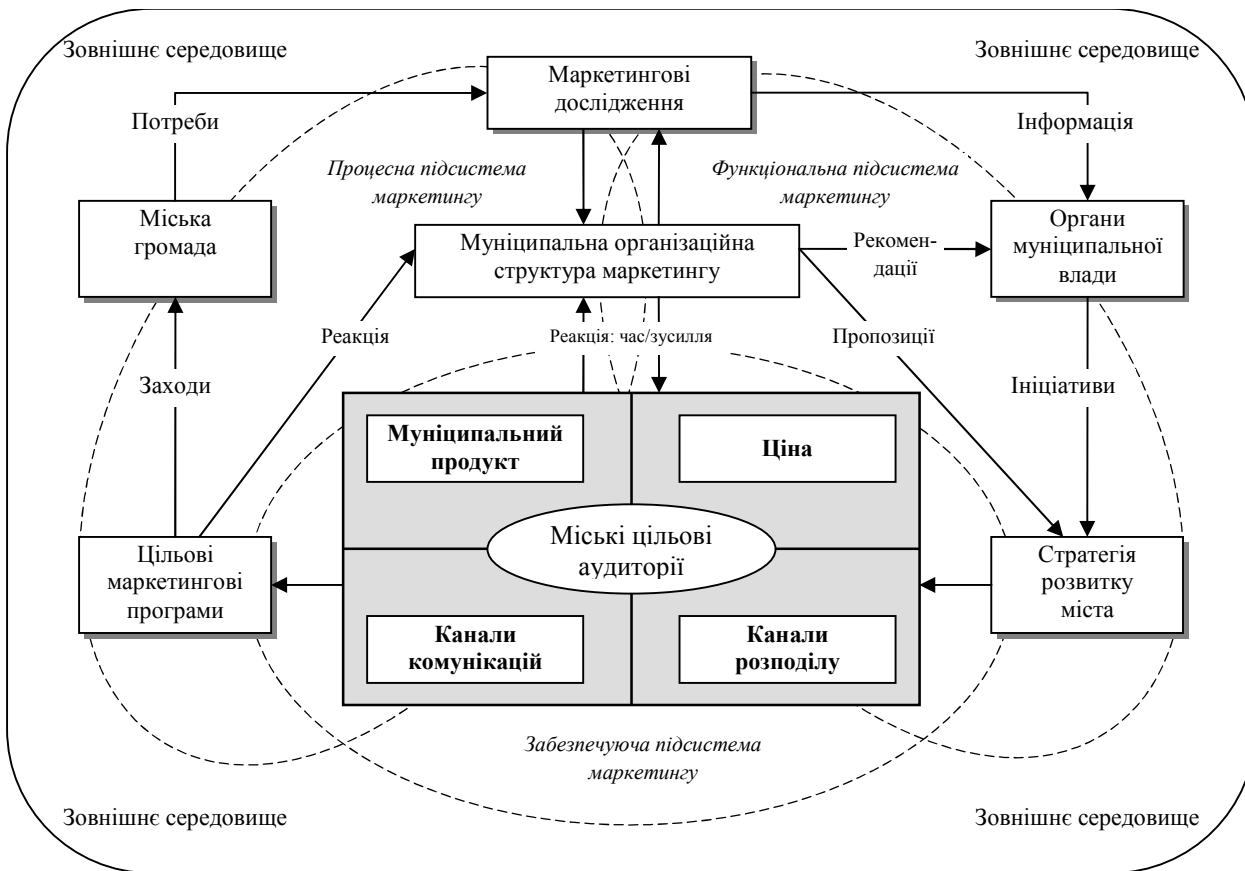 Зовнішнє середовище
Зовнішнє середовище
Маркетингові
дослідження
Потреби
Інформація
Процесна підсистема
маркетингу
Функціональна підсистема
маркетингу
Міська
громада
Муніципальна організаційна
структура маркетингу
Рекомен-
дації
Органи
муніципальної
влади
Реакція
Реакція: час/зусилля
Пропозиції
Заходи
Ініціативи
Муніципальний
продукт
Ціна
Міські цільові
аудиторії
Цільові
маркетингові
програми
Стратегія
розвитку
міста
Канали
комунікацій
Канали
розподілу
Забезпечуюча підсистема
маркетингу
Зовнішнє середовище
Зовнішнє середовище